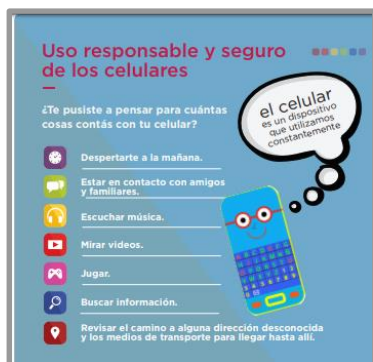 Uso responsable y seguro
de los celulares
¿Te pusiste a pensar para cuántas
cosas contás con tu celular?
el celular
es un dispositivo
que utilizamos
constantemente
Despertarte a la mañana.
Estar en contacto con amigos
y familiares.
Escuchar música.
Mirar videos.
Jugar.
Buscar información.
Revisar el camino a alguna dirección desconocida
y los medios de transporte para llegar hasta allí.